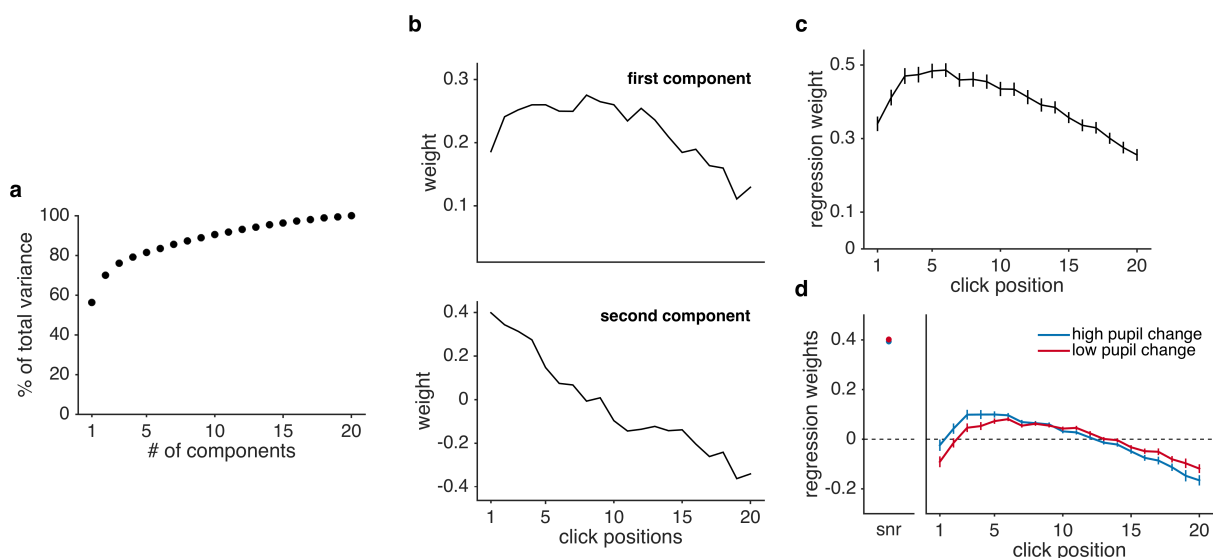 a
% of total variance
100
80
60
40
20
0
1
5
10
15
20
# of components
b
first component
weight
0.3
0.2
0.1
second component
weight
0.4
0.2
0
-0.2
-0.4
1
5
10
15
20
click positions
c
regression weight
0.5
0.3
0.1
0
1
5
10
15
20
click position
d
regression weights
0.4
0.2
0
-0.2
snr
high pupil change
low pupil change
1
5
10
15
20
click position